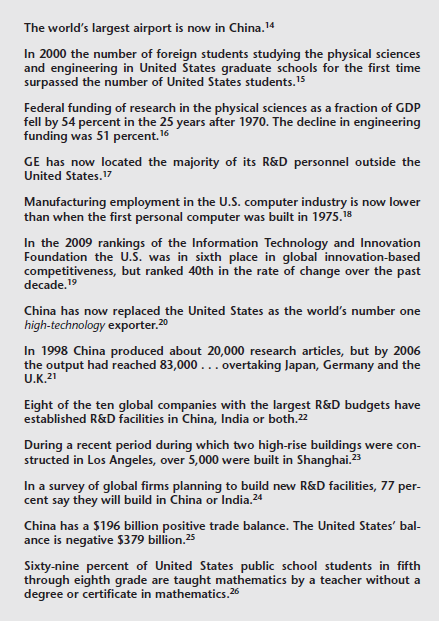 The world's largest airport is now in China.14
In 2000 the number of foreign students studying the physical sciences
and engineering in United States graduate schools for the first time
surpassed the number of United States students.15
Federal funding of research in the physical sciences as a fraction of GDP
fell by 54 percent in the 25 years after 1970. The decline in engineering
funding was 51 percent.16
GE has now located the majority of its R&D personnel outside the
United States.17
Manufacturing employment in the U.S. computer industry is now lower
than when the first personal computer was built in 1975.18
In the 2009 rankings of the Information Technology and Innovation
Foundation the U.S. was in sixth place in global innovation-based
competitiveness, but ranked 40th in the rate of change over the past
decade.19
China has now replaced the United States as the world's number one
high-technology exporter.20
In 1998 China produced about 20,000 research articles, but by 2006
the output had reached 83,000 . . . overtaking Japan, Germany and the
U.K.21
Eight of the ten global companies with the largest R&D budgets have
established R&D facilities in China, India or both.22
During a recent period during which two high-rise buildings were con-
structed in Los Angeles, over 5,000 were built in Shanghai.23
In a survey of global firms planning to build new R&D facilities, 77 per-
cent say they will build in China or India.24
China has a $196 billion positive trade balance. The United States' bal-
ance is negative $379 billion.25
Sixty-nine percent of United States public school students in fifth
through eighth grade are taught mathematics by a teacher without a
degree or certificate in mathematics.26